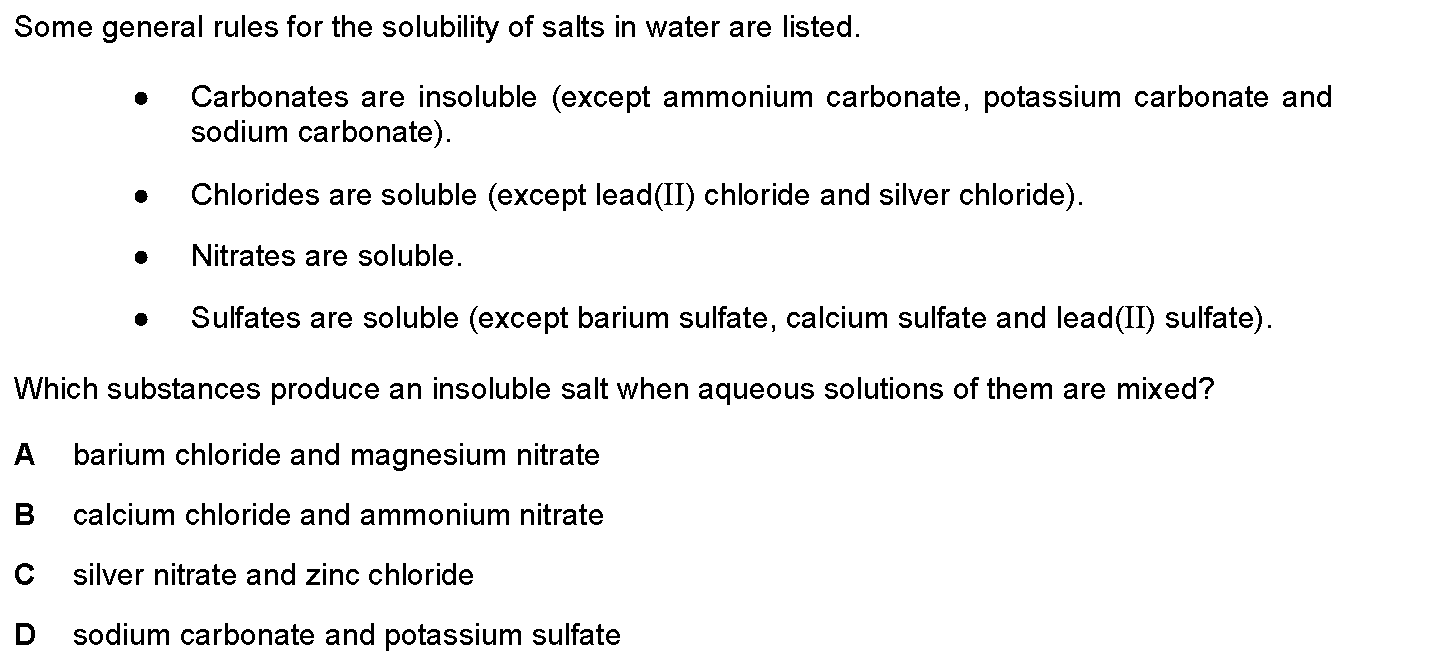 Some general rules for the solubility of salts in water are listed.
● Carbonates are insoluble (except ammonium carbonate, potassium carbonate and
sodium carbonate).
● Chlorides are soluble (except lead(II) chloride and silver chloride).
● Nitrates are soluble.
● Sulfates are soluble (except barium sulfate, calcium sulfate and lead(II) sulfate).
Which substances produce an insoluble salt when aqueous solutions of them are mixed?
A barium chloride and magnesium nitrate
B calcium chloride and ammonium nitrate
C silver nitrate and zinc chloride
D sodium carbonate and potassium sulfate